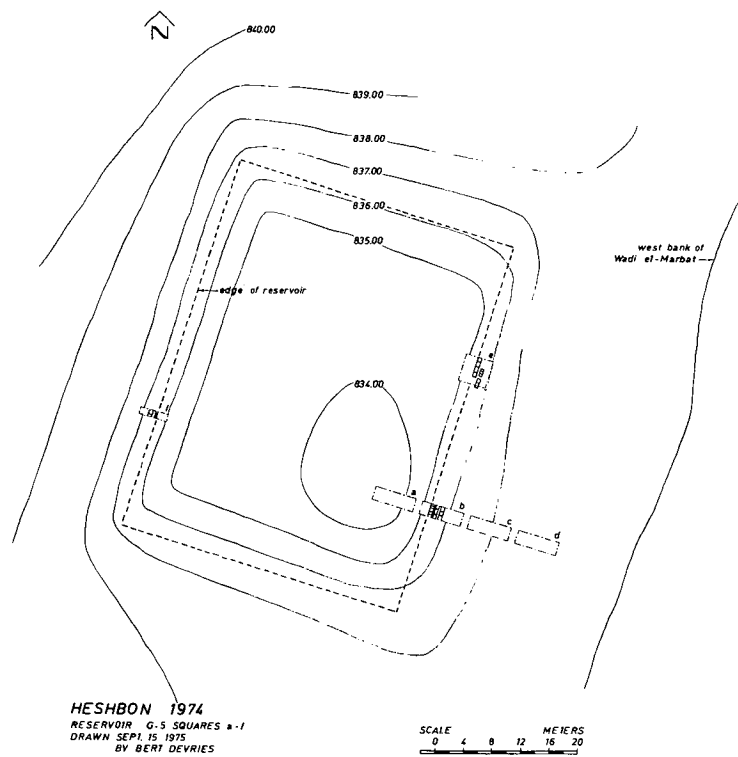 N
840.00
839.00
838.00
837.00
836.00
835.00
west bank of
Wadi el-Marbat
edge of reservoir
e
834.00
f
a
b
c
d
HESHBON 1974
RESERVOIR G-5 SQUARES a-f
DRAWN SEPT. 15 1975
BY BERT DEVRIES
SCALE METERS
0 4 8 12 16 20